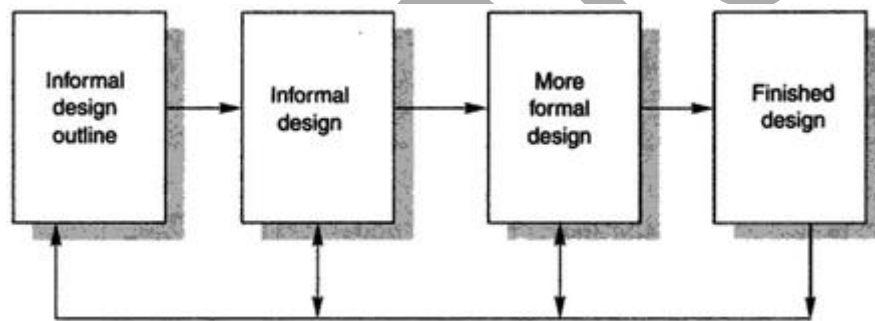 Informal
design
outline
Informal
design
More
formal
design
Finished
design